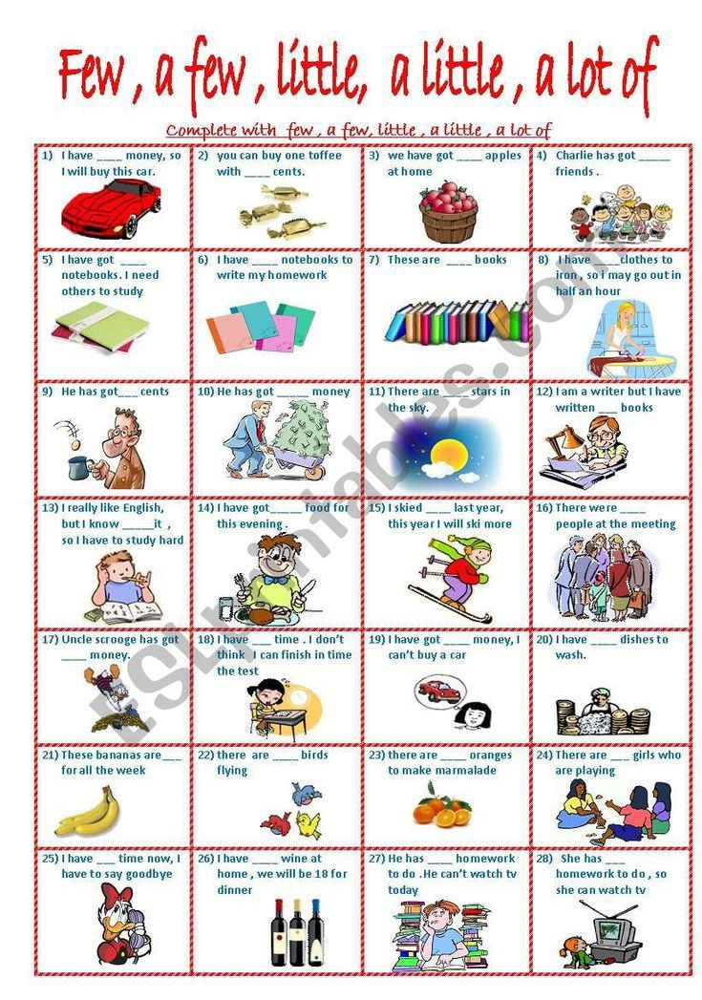 Few , a few , little, a little , a lot of
Complete with few , a few, little , a little , a lot of
1) I have ____ money, so
I will buy this car.
2) you can buy one toffee
with ____ cents.
3) we have got ____ apples
at home
4) Charlie has got _____
friends .
5) I have got ____
notebooks. I need
others to study
6) I have ____ notebooks to
write my homework
7) These are ____ books
8) I have ____clothes to
iron , so I may go out in
half an hour
9) He has got___ cents
10) He has got _____ money
11) There are ____ stars in
the sky.
12) I am a writer but I have
written ___ books
13) I really like English,
but I know _____it ,
so I have to study hard
14) I have got_____ food for
this evening .
15) I skied ____ last year,
this year I will ski more
16) There were ____
people at the meeting
17) Uncle scrooge has got
____ money.
18) I have ___ time . I don't
think I can finish in time
the test
19) I have got ____ money, I
can't buy a car
20) I have ____ dishes to
wash.
21) These bananas are___
for all the week
22) there are ____ birds
flying
23) there are ____ oranges
to make marmalade
24) There are ___ girls who
are playing
25) I have ___ time now, I
have to say goodbye
26) I have ____ wine at
home , we will be 18 for
dinner
27) He has ____ homework
to do .He can't watch tv
today
28) She has ___
homework to do , so
she can watch tv
ESLprintables.com